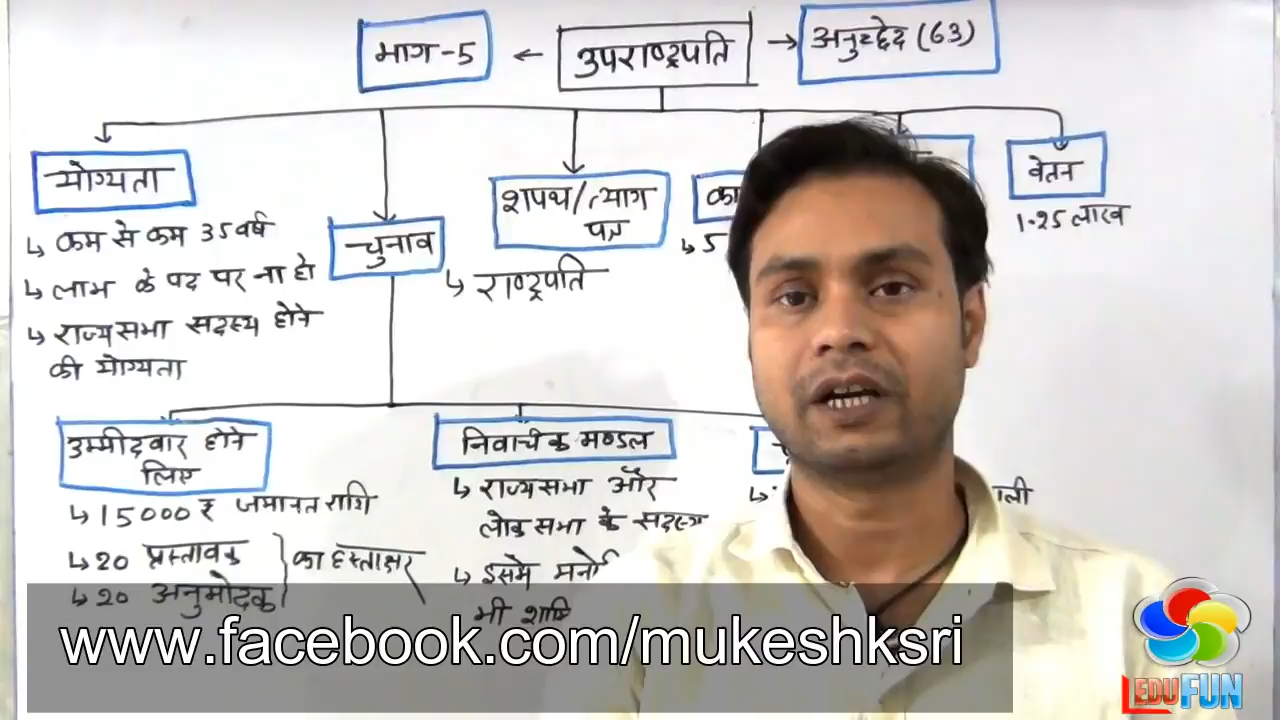 भाग-5 ← उपराष्ट्रपति → अनुच्छेद (63)
योग्यता
↳ कम से कम 35 वर्ष
↳ लाभ के पद पर ना हो
↳ राज्यसभा सदस्य होने
की योग्यता
चुनाव
शपथ/त्याग
पत्र
↳ राष्ट्रपति
↳ 5
वेतन
1.25 लाख
उम्मीदवार होने
लिए
↳ 15000 ₹ जमानत राशि
↳ 20 प्रस्तावक
↳ 20 अनुमोदक
का हस्ताक्षर
निर्वाचक मण्डल
↳ राज्यसभा और
लोकसभा के सदस्य
↳ इसमे
भी
www.facebook.com/mukeshksri
EDUFUN